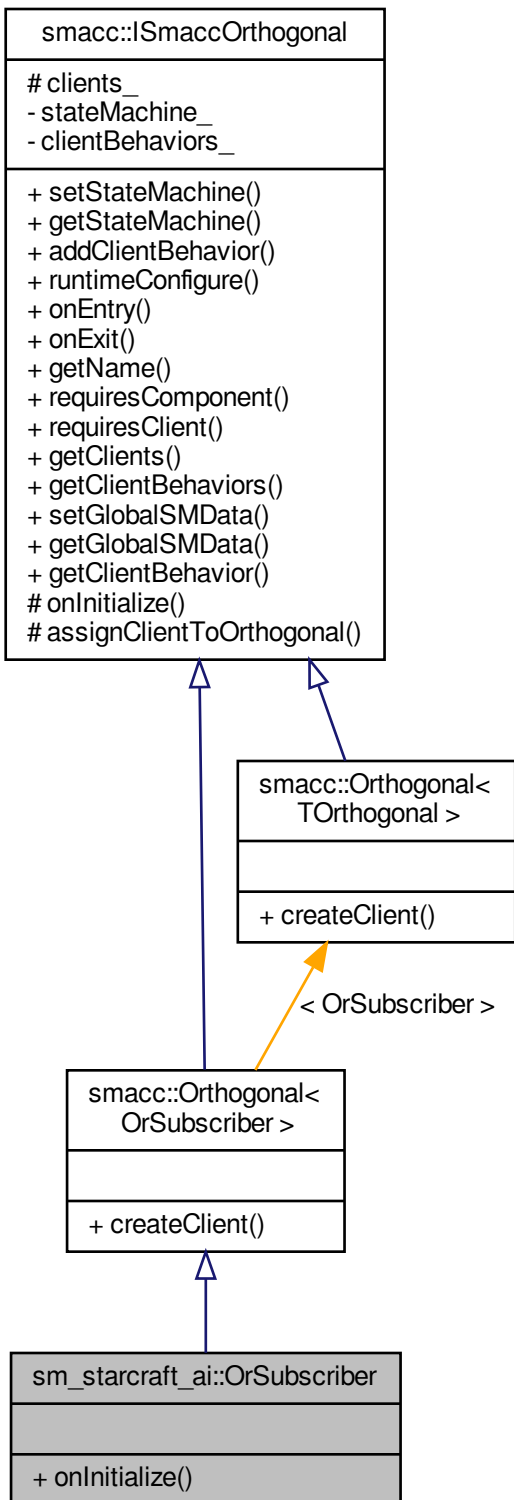 smacc::ISmaccOrthogonal
# clients_
- stateMachine_
- clientBehaviors_
+ setStateMachine()
+ getStateMachine()
+ addClientBehavior()
+ runtimeConfigure()
+ onEntry()
+ onExit()
+ getName()
+ requiresComponent()
+ requiresClient()
+ getClients()
+ getClientBehaviors()
+ setGlobalSMData()
+ getGlobalSMData()
+ getClientBehavior()
# onInitialize()
# assignClientToOrthogonal()
smacc::Orthogonal<
TOrthogonal >
+ createClient()
< OrSubscriber >
smacc::Orthogonal<
OrSubscriber >
+ createClient()
sm_starcraft_ai::OrSubscriber
+ onInitialize()